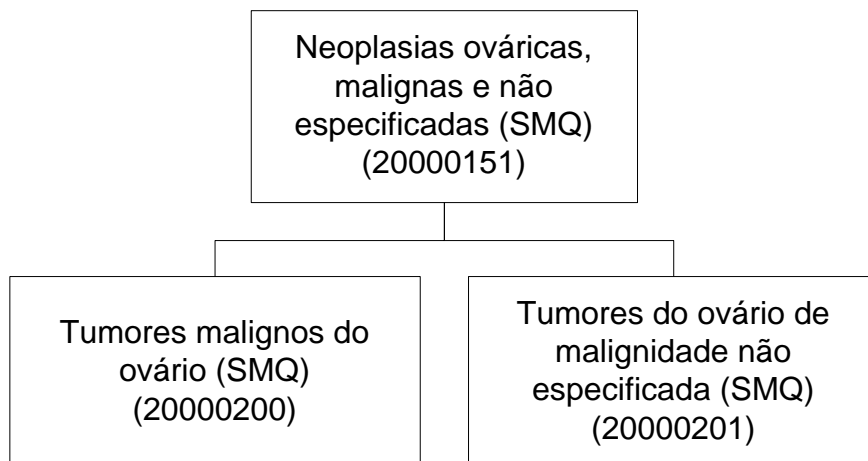 Neoplasias ováricas,
malignas e não
especificadas (SMQ)
(20000151)
Tumores malignos do
ovário (SMQ)
(20000200)
Tumores do ovário de
malignidade não
especificada (SMQ)
(20000201)